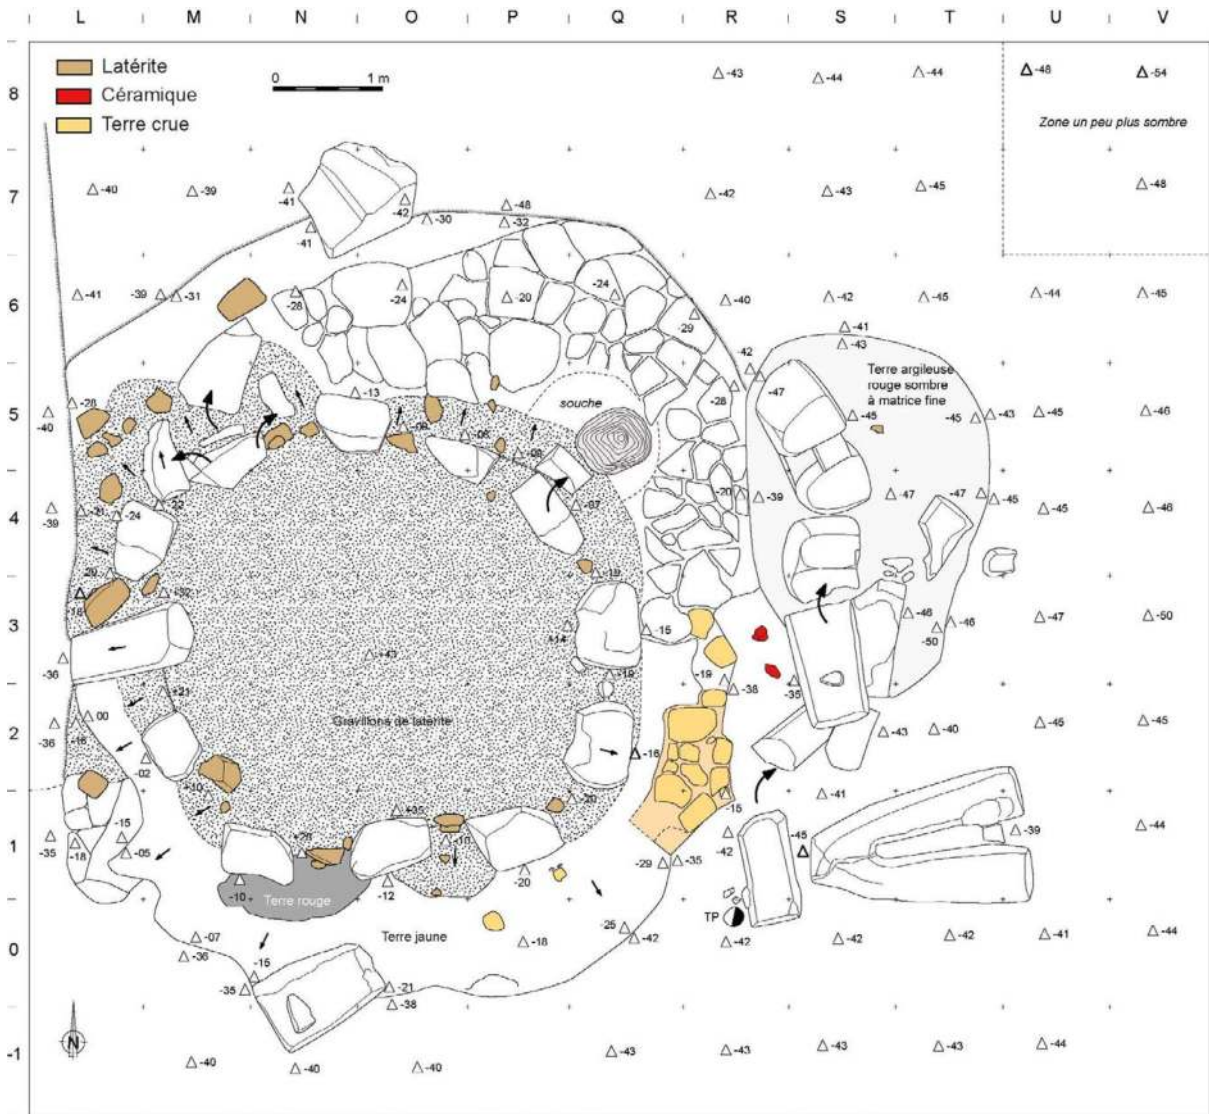 L M N O P Q R S T U V
Latérite
Céramique
Terre crue
0 1 m
8
-43 -44 -44 -48 -54
Zone un peu plus sombre
7
-40 -39 -41 -42 -48 -42 -43 -45 -48
-41 -30 -32
6
-41 -39 -31 -28 -24 -20 -24 -40 -42 -45 -44 -45
-29 -41
-42 -43
Terre argileuse
rouge sombre
à matrice fine
5
-28 -13 souche -28 -47
-40 -45 -45 -43 -45 -46
-08
4
-21 -24 -22 -07 -20 -39 -47 -47 -45 -45 -46
-39
-19
3
-18 +14 -15 -46 -46 -50 -47 -50
-36 +43 -19 -19 -38 -35
2
+21
00
-36 -16 Gravillons de latérite -16 -43 -40 -45 -45
-02
+10 +35 -20 -15 -41
1
-35 -18 -15 -05 -10 -42 -45 -39 -44
-20 -29 -35
-10 Terre rouge -12
TP
0
-07 Terre jaune -18 -25 -42 -42 -42 -42 -41 -44
-36
-15
-35 -21
-38
N
-1
-40 -40 -40 -43 -43 -43 -43 -44